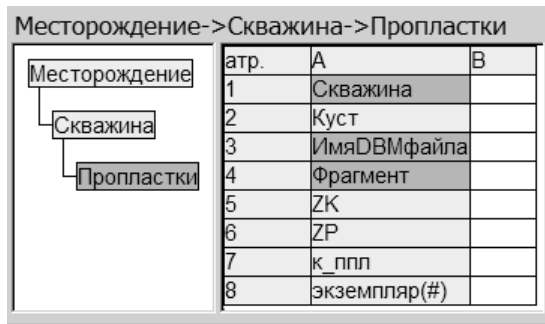 Месторождение->Скважина->Пропластки
Месторождение
Скважина
Пропластки
атр. A B
1 Скважина
2 Куст
3 ИмяDBMфайла
4 Фрагмент
5 ZK
6 ZP
7 к_ппл
8 экземпляр(#)